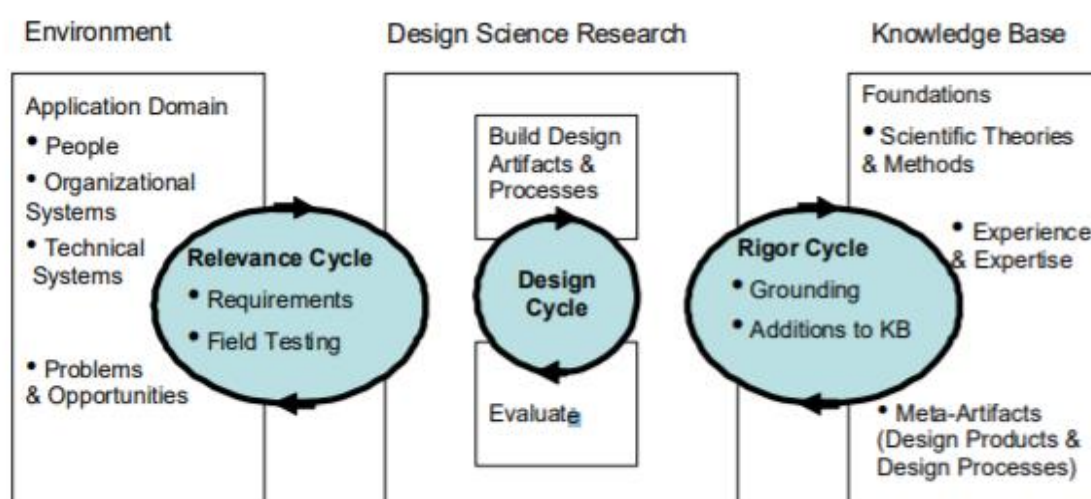 Environment
Design Science Research
Knowledge Base
Application Domain
• People
• Organizational
Systems
• Technical
Systems
• Problems
& Opportunities
Relevance Cycle
• Requirements
• Field Testing
Build Design
Artifacts &
Processes
Design
Cycle
Evaluate
Rigor Cycle
• Grounding
• Additions to KB
Foundations
• Scientific Theories
& Methods
• Experience
& Expertise
• Meta-Artifacts
(Design Products &
Design Processes)